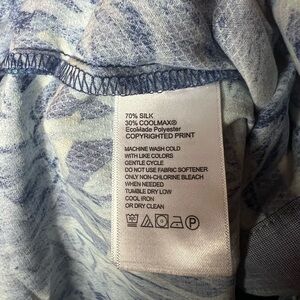 70% SILK
30% COOLMAX®
EcoMade Polyester
COPYRIGHTED PRINT
MACHINE WASH COLD
WITH LIKE COLORS
GENTLE CYCLE
DO NOT USE FABRIC SOFTENER
ONLY NON-CHLORINE BLEACH
WHEN NEEDED
TUMBLE DRY LOW
COOL IRON
OR DRY CLEAN